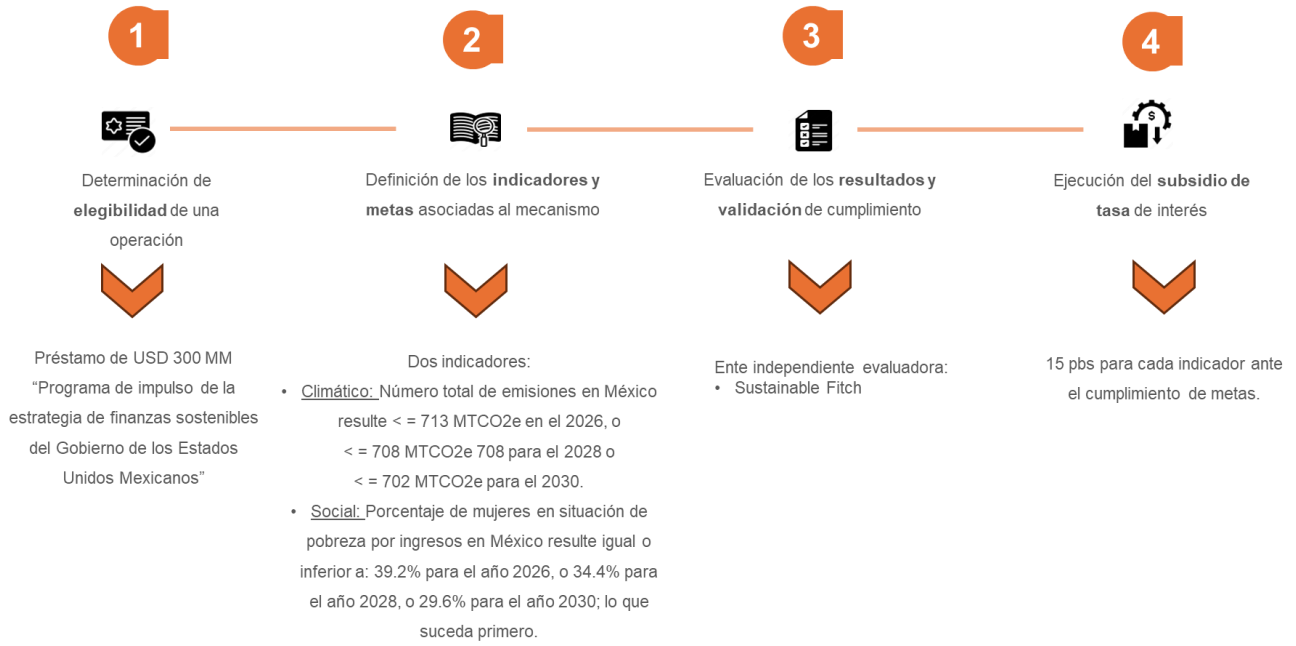 1
2
3
4
Determinación de
elegibilidad de una
operación
Definición de los indicadores y
metas asociadas al mecanismo
Evaluación de los resultados y
validación de cumplimiento
Ejecución del subsidio de
tasa de interés
Préstamo de USD 300 MM
“Programa de impulso de la
estrategia de finanzas sostenibles
del Gobierno de los Estados
Unidos Mexicanos”
Dos indicadores:
• Climático: Número total de emisiones en México
resulte < = 713 MTCO2e en el 2026, o
< = 708 MTCO2e 708 para el 2028 o
< = 702 MTCO2e para el 2030.
• Social: Porcentaje de mujeres en situación de
pobreza por ingresos en México resulte igual o
inferior a: 39.2% para el año 2026, o 34.4% para
el año 2028, o 29.6% para el año 2030; lo que
suceda primero.
Ente independiente evaluadora:
• Sustainable Fitch
15 pbs para cada indicador ante
el cumplimiento de metas.